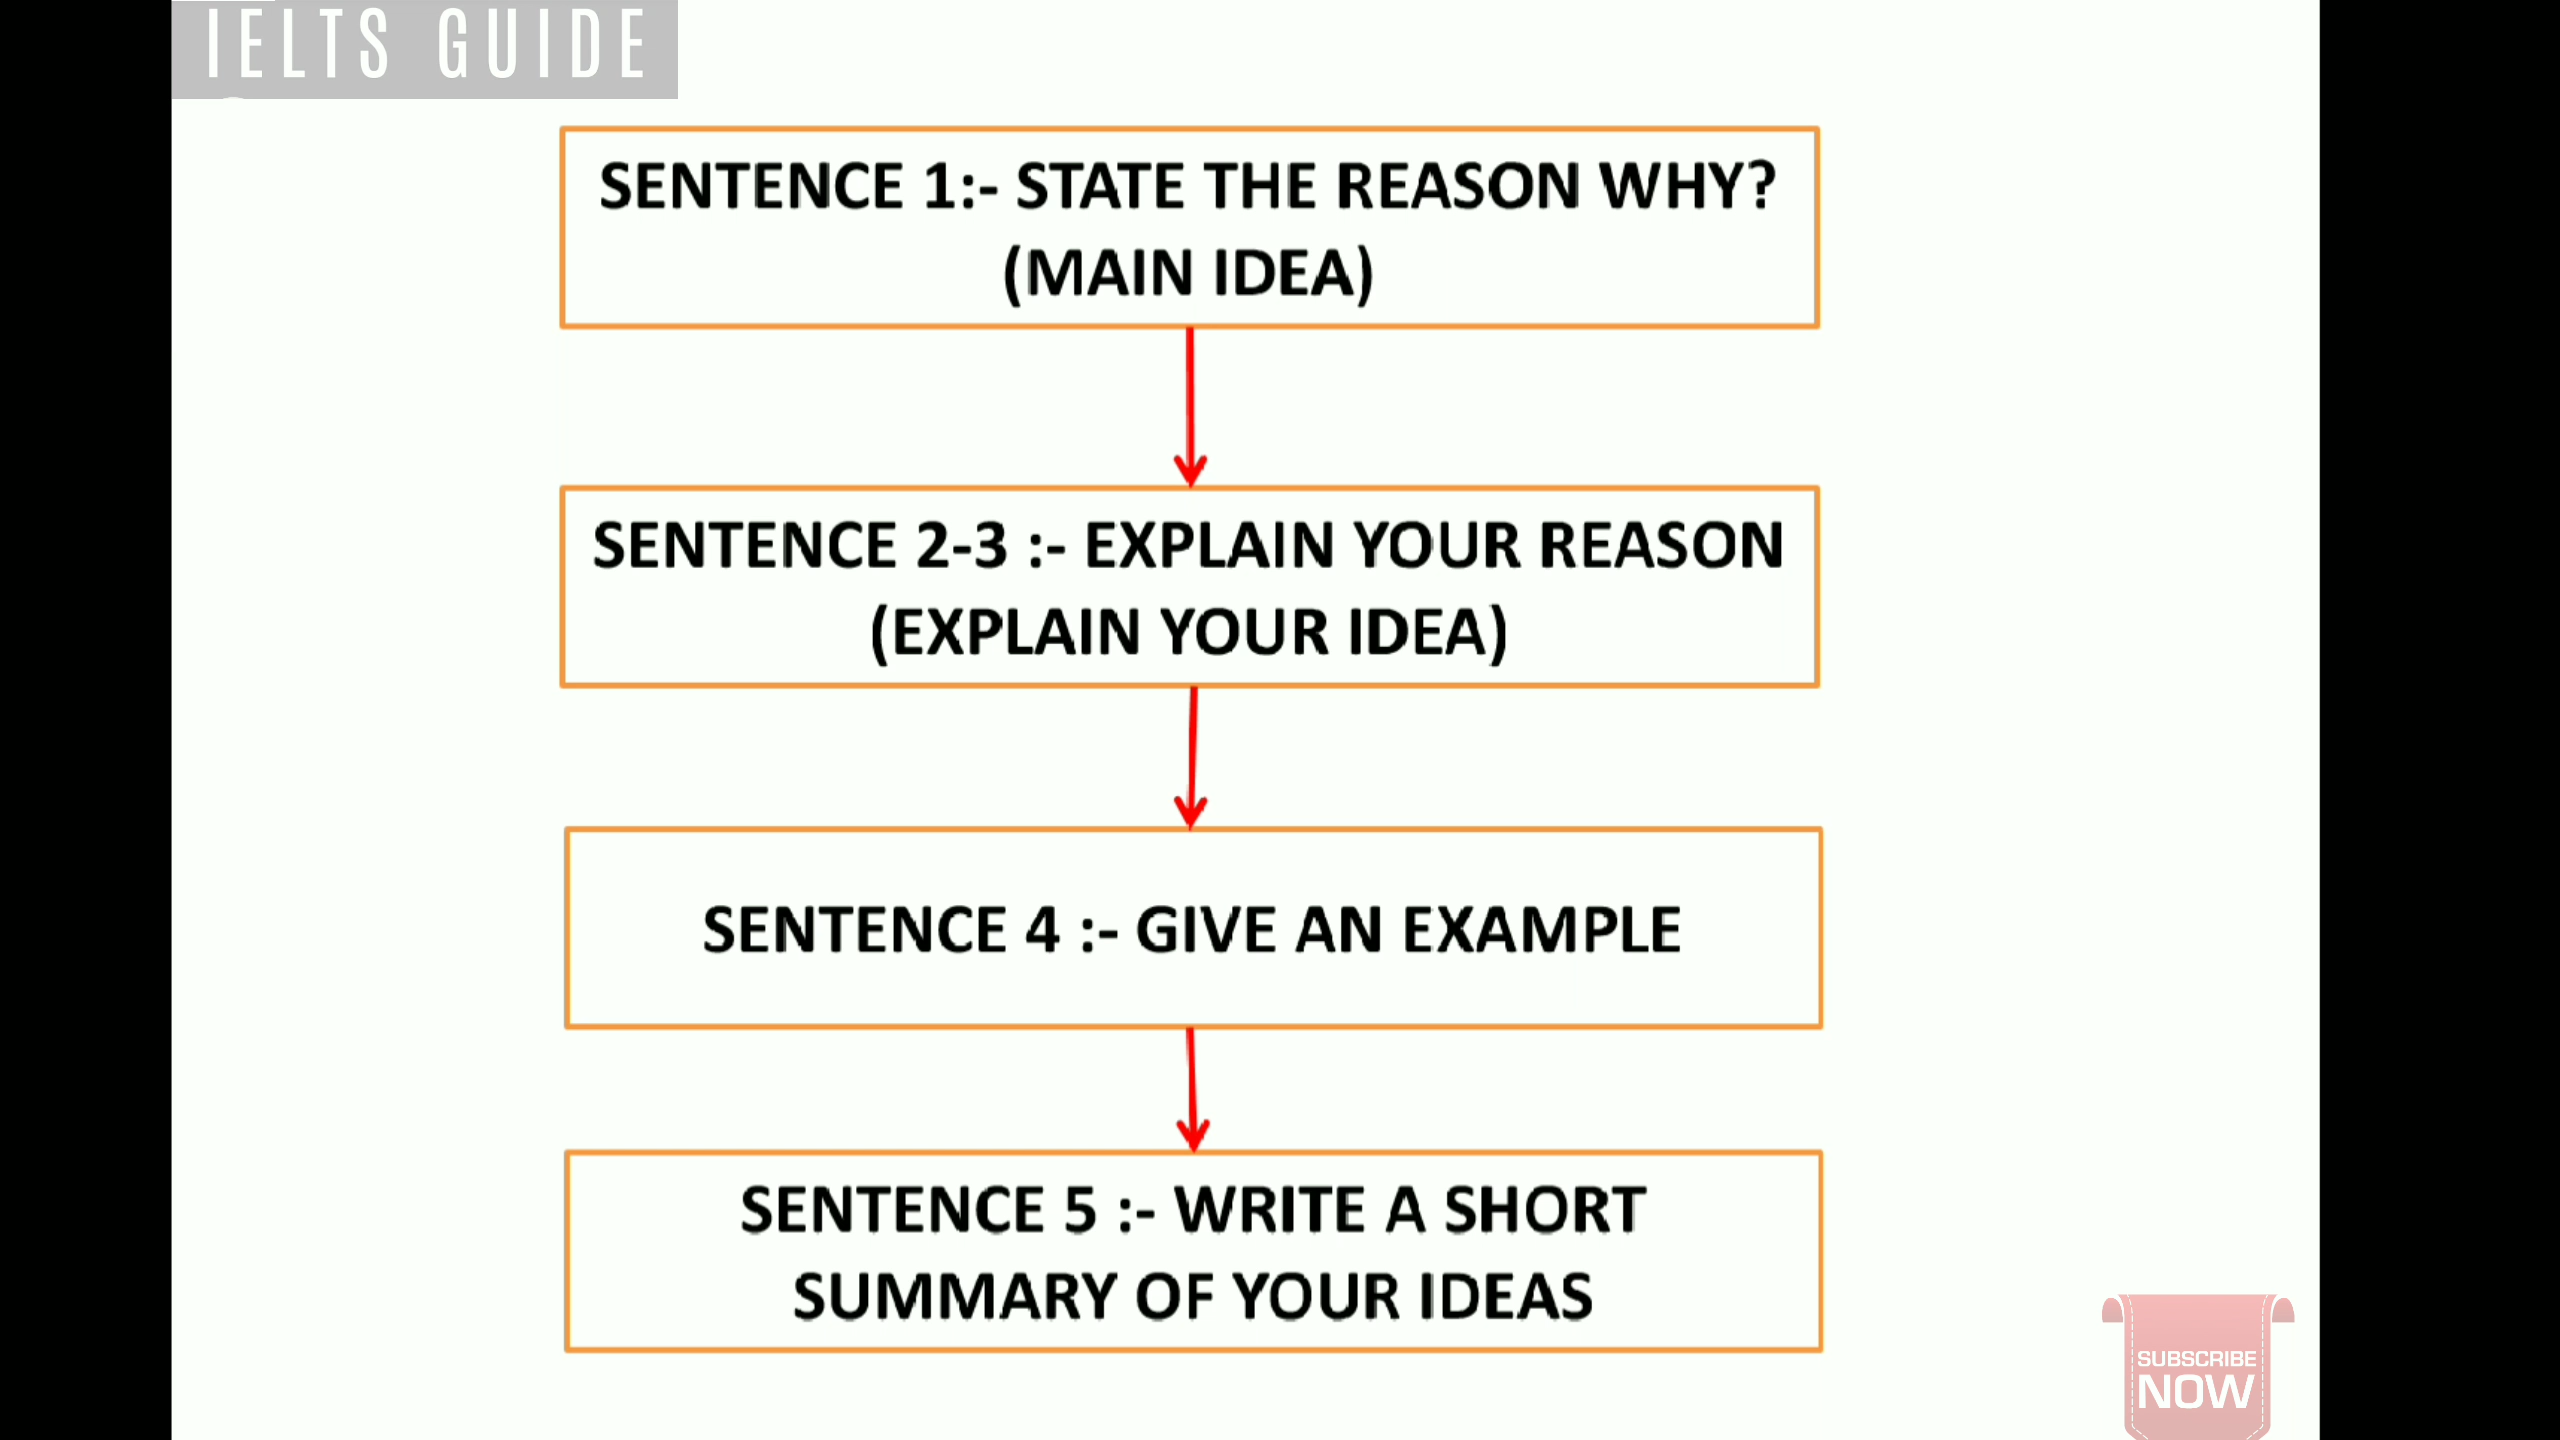 IELTS GUIDE
SENTENCE 1:- STATE THE REASON WHY?
(MAIN IDEA)
SENTENCE 2-3 :- EXPLAIN YOUR REASON
(EXPLAIN YOUR IDEA)
SENTENCE 4 :- GIVE AN EXAMPLE
SENTENCE 5 :- WRITE A SHORT
SUMMARY OF YOUR IDEAS
SUBSCRIBE
NOW